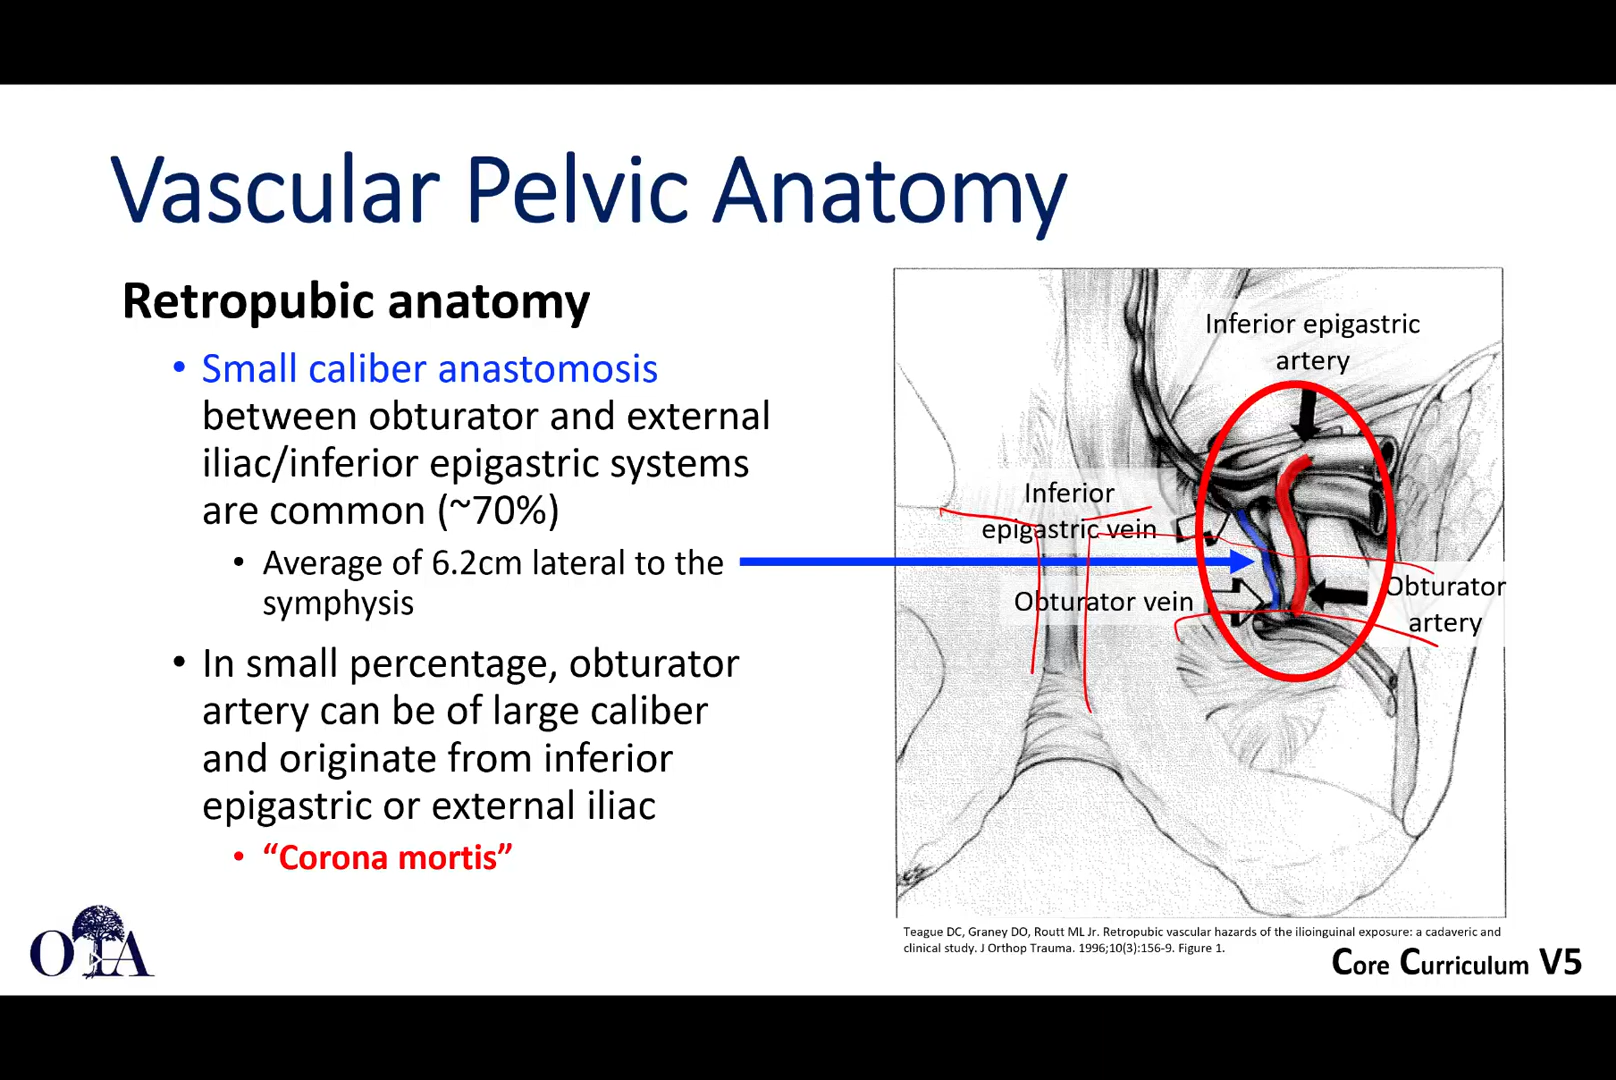 Vascular Pelvic Anatomy
Retropubic anatomy
• Small caliber anastomosis
between obturator and external
iliac/inferior epigastric systems
are common (~70%)
• Average of 6.2cm lateral to the
symphysis
• In small percentage, obturator
artery can be of large caliber
and originate from inferior
epigastric or external iliac
• “Corona mortis”
Inferior epigastric
artery
Inferior
epigastric vein
Obturator vein
Obturator
artery
Teague DC, Graney DO, Routt ML Jr. Retropubic vascular hazards of the ilioinguinal exposure: a cadaveric and
clinical study. J Orthop Trauma. 1996;10(3):156-9. Figure 1.
OTA
Core Curriculum V5